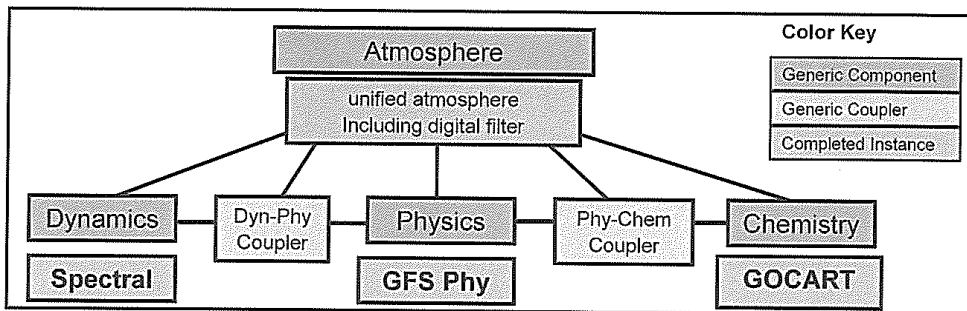 Atmosphere
unified atmosphere
Including digital filter
Color Key
Generic Component
Generic Coupler
Completed Instance
Dynamics
Dyn-Phy
Coupler
Physics
Phy-Chem
Coupler
Chemistry
Spectral
GFS Phy
GOCART